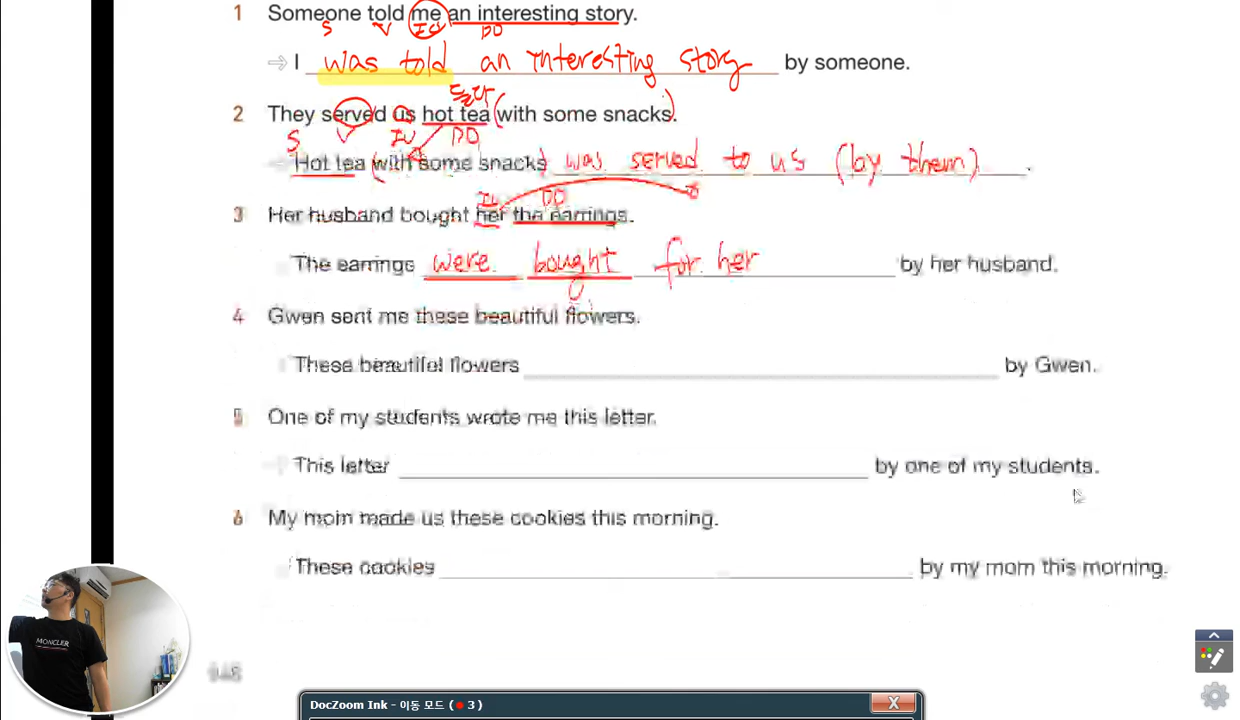 1 Someone told me an interesting story.
S V IO DO
→ I was told an interesting story by someone.
2 They served us hot tea (with some snacks).
S V IO DO
Hot tea (with some snacks) was served to us (by them).
IO DO
3 Her husband bought her the earrings.
The earrings were bought for her by her husband.
4 Gwen sent me these beautiful flowers.
These beautiful flowers by Gwen.
5 One of my students wrote me this letter.
This letter by one of my students.
6 My mom made us these cookies this morning.
These cookies by my mom this morning.
MONCLER
DocZoom Ink - 이동 모드 ( 3 ) X